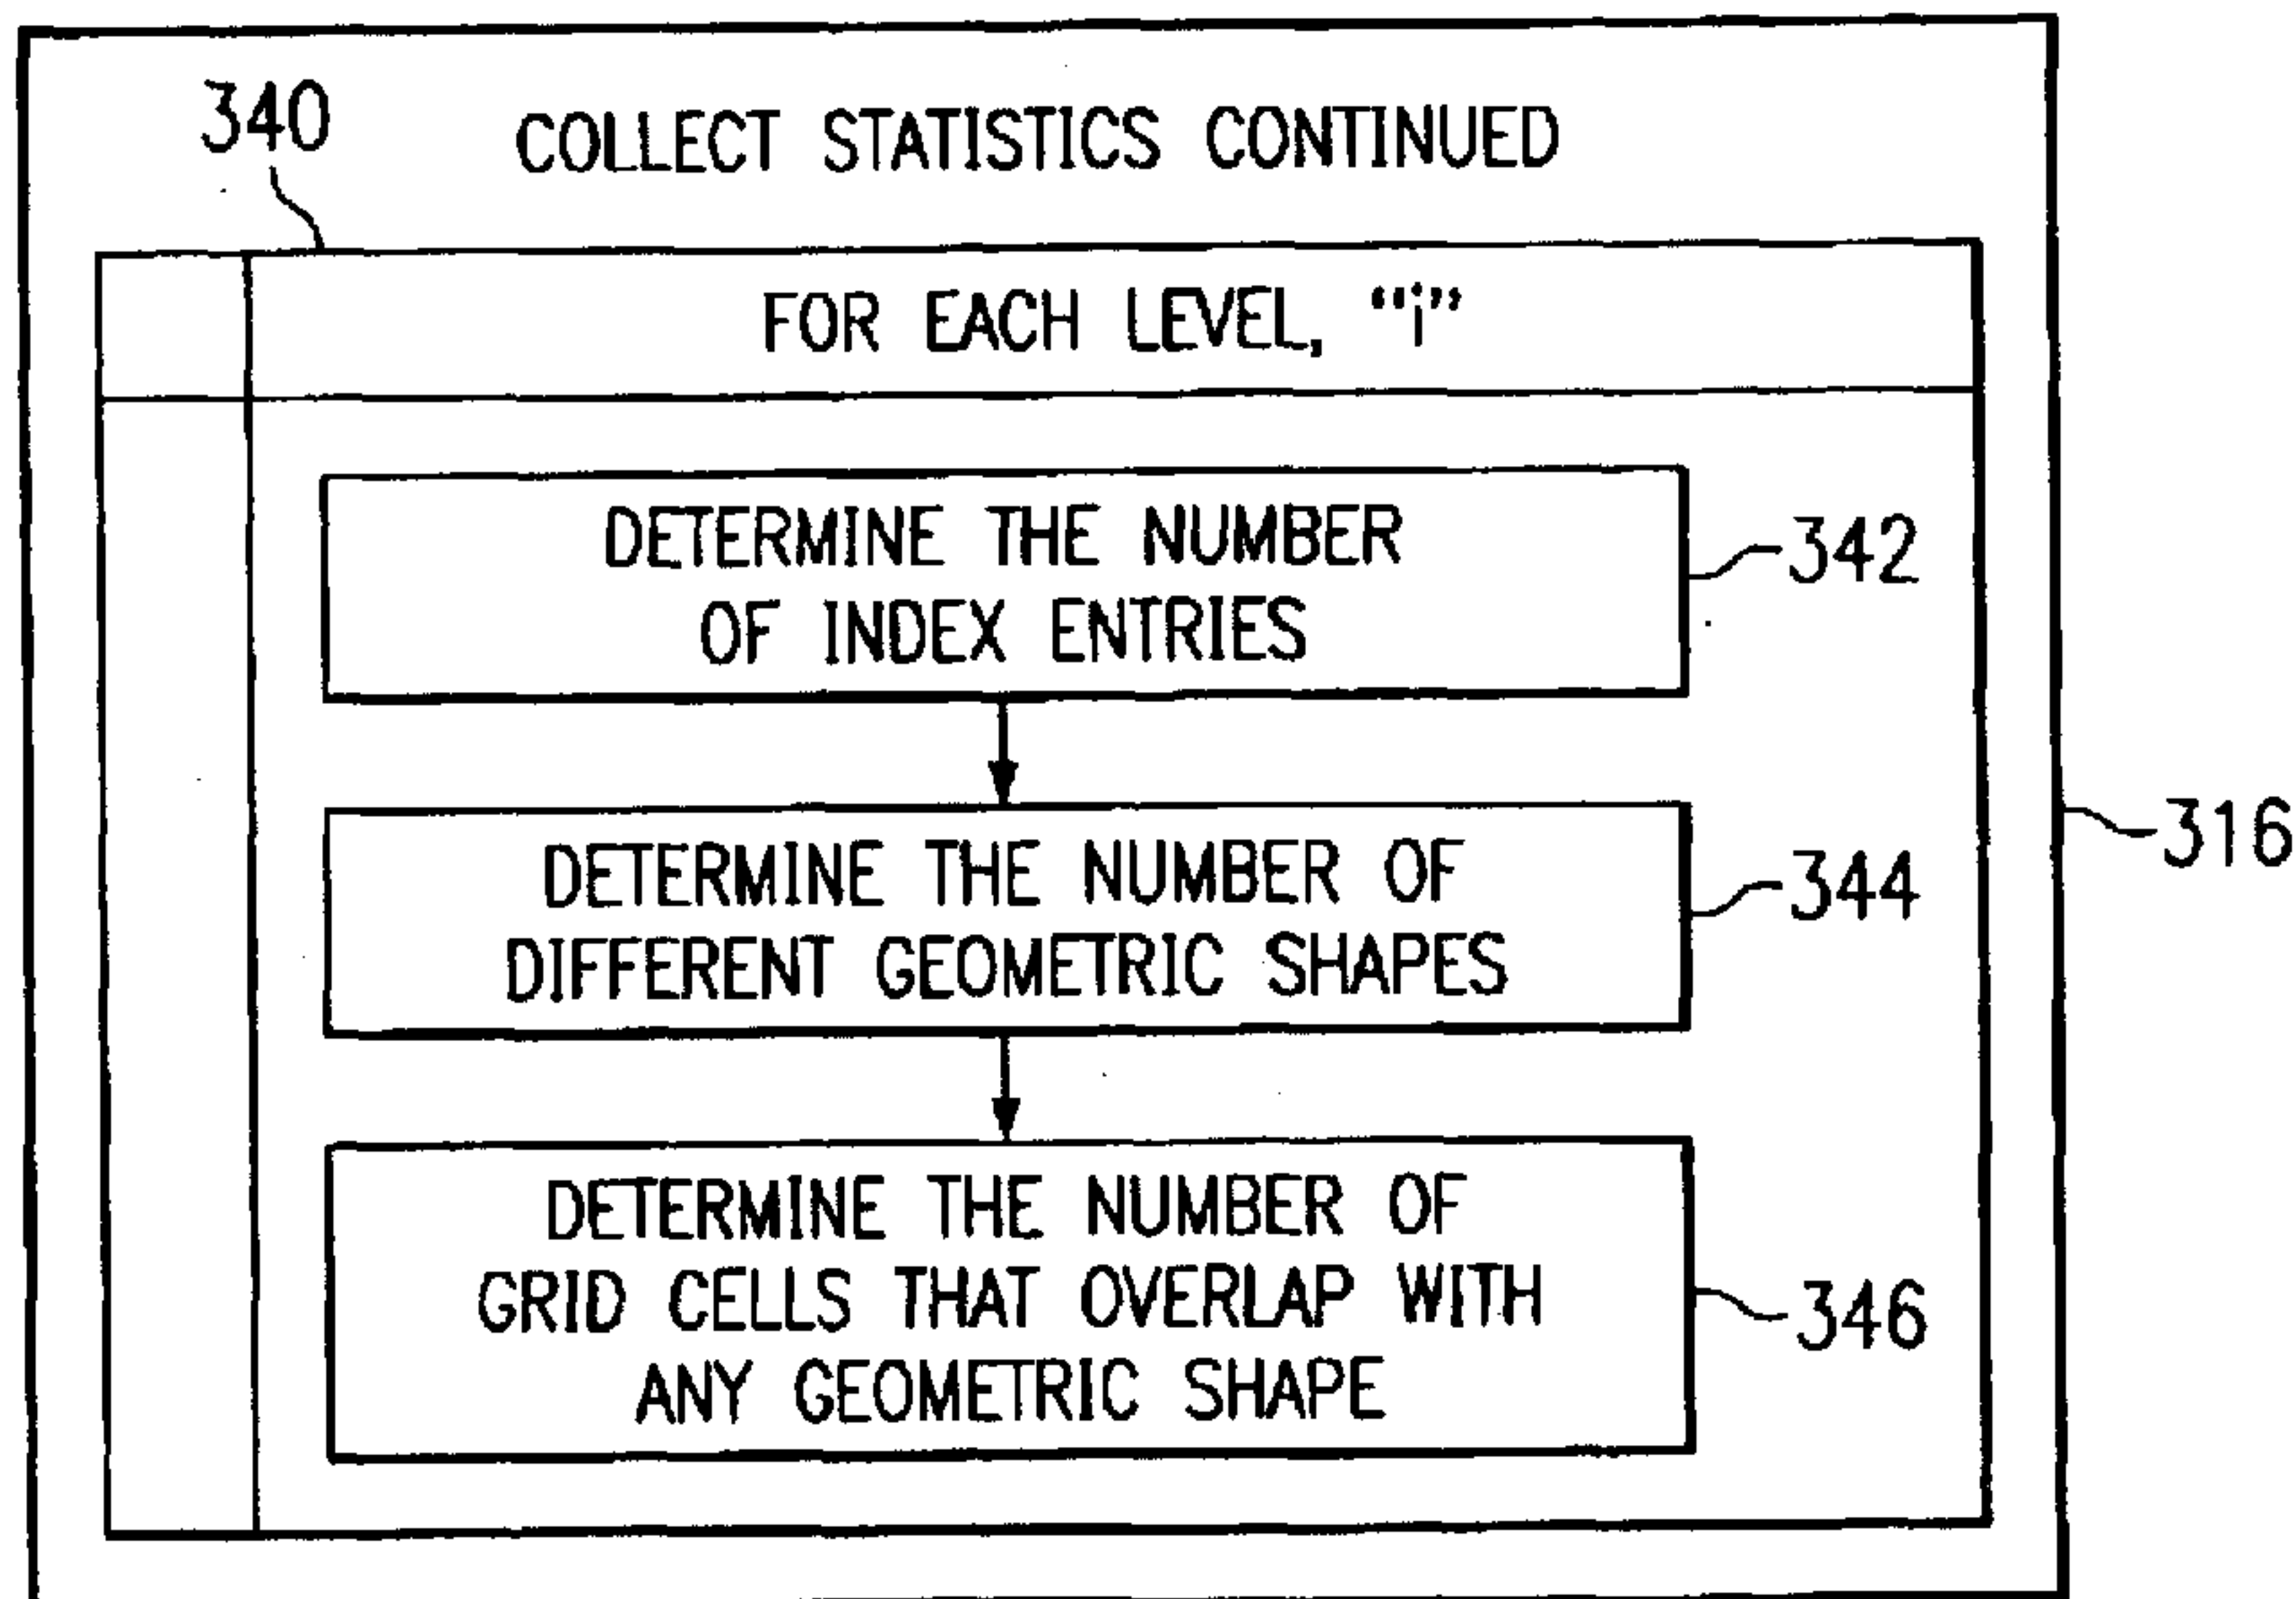 340
COLLECT STATISTICS CONTINUED
FOR EACH LEVEL, "i"
DETERMINE THE NUMBER
OF INDEX ENTRIES
342
DETERMINE THE NUMBER OF
DIFFERENT GEOMETRIC SHAPES
344
316
DETERMINE THE NUMBER OF
GRID CELLS THAT OVERLAP WITH
ANY GEOMETRIC SHAPE
346